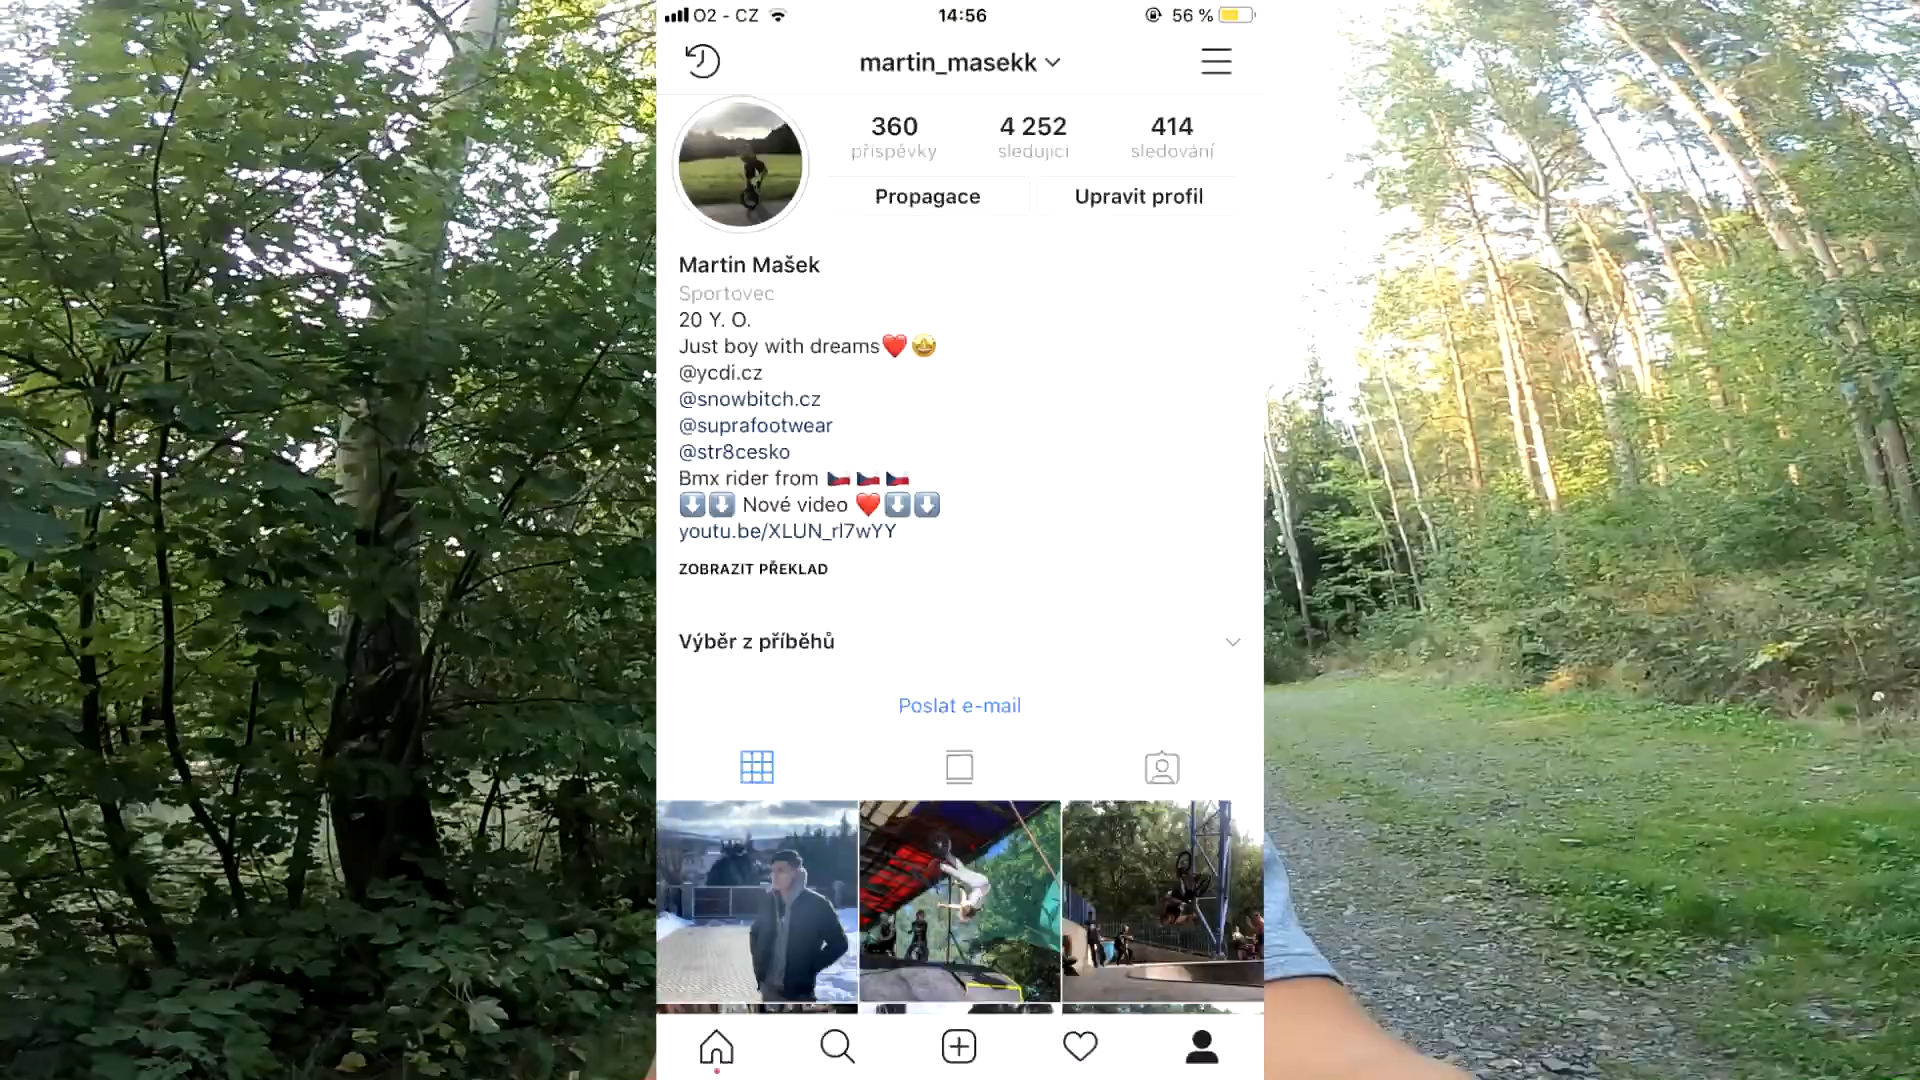 O2 - CZ 14:56 56 %
martin_masekk
360 4 252 414
příspěvky sledující sledování
Propagace Upravit profil
Martin Mašek
Sportovec
20 Y. O.
Just boy with dreams❤️🤩
@ycdi.cz
@snowbitch.cz
@suprafootwear
@str8cesko
Bmx rider from 🇨🇿 🇨🇿 🇨🇿
⬇️⬇️ Nové video ❤️⬇️⬇️
youtu.be/XLUN_rl7wYY
ZOBRAZIT PŘEKLAD
Výběr z příběhů
Poslat e-mail